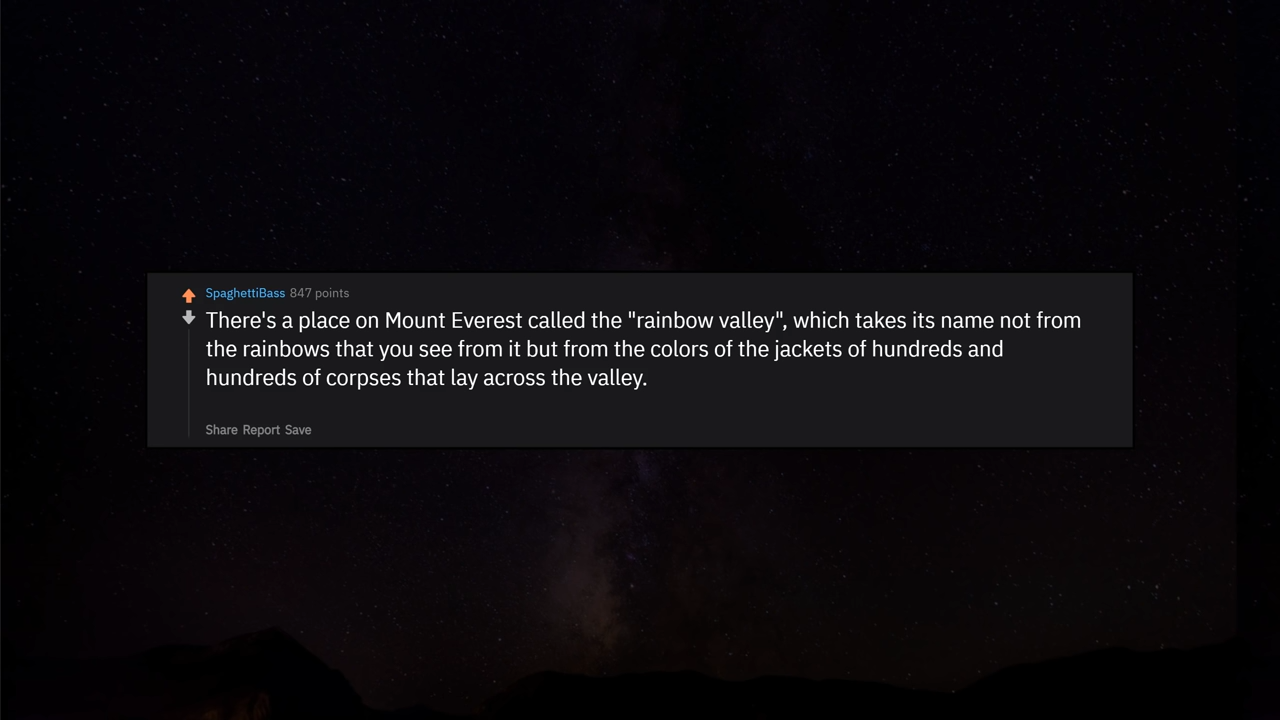 SpaghettiBass 847 points
There's a place on Mount Everest called the "rainbow valley", which takes its name not from
the rainbows that you see from it but from the colors of the jackets of hundreds and
hundreds of corpses that lay across the valley.
Share Report Save